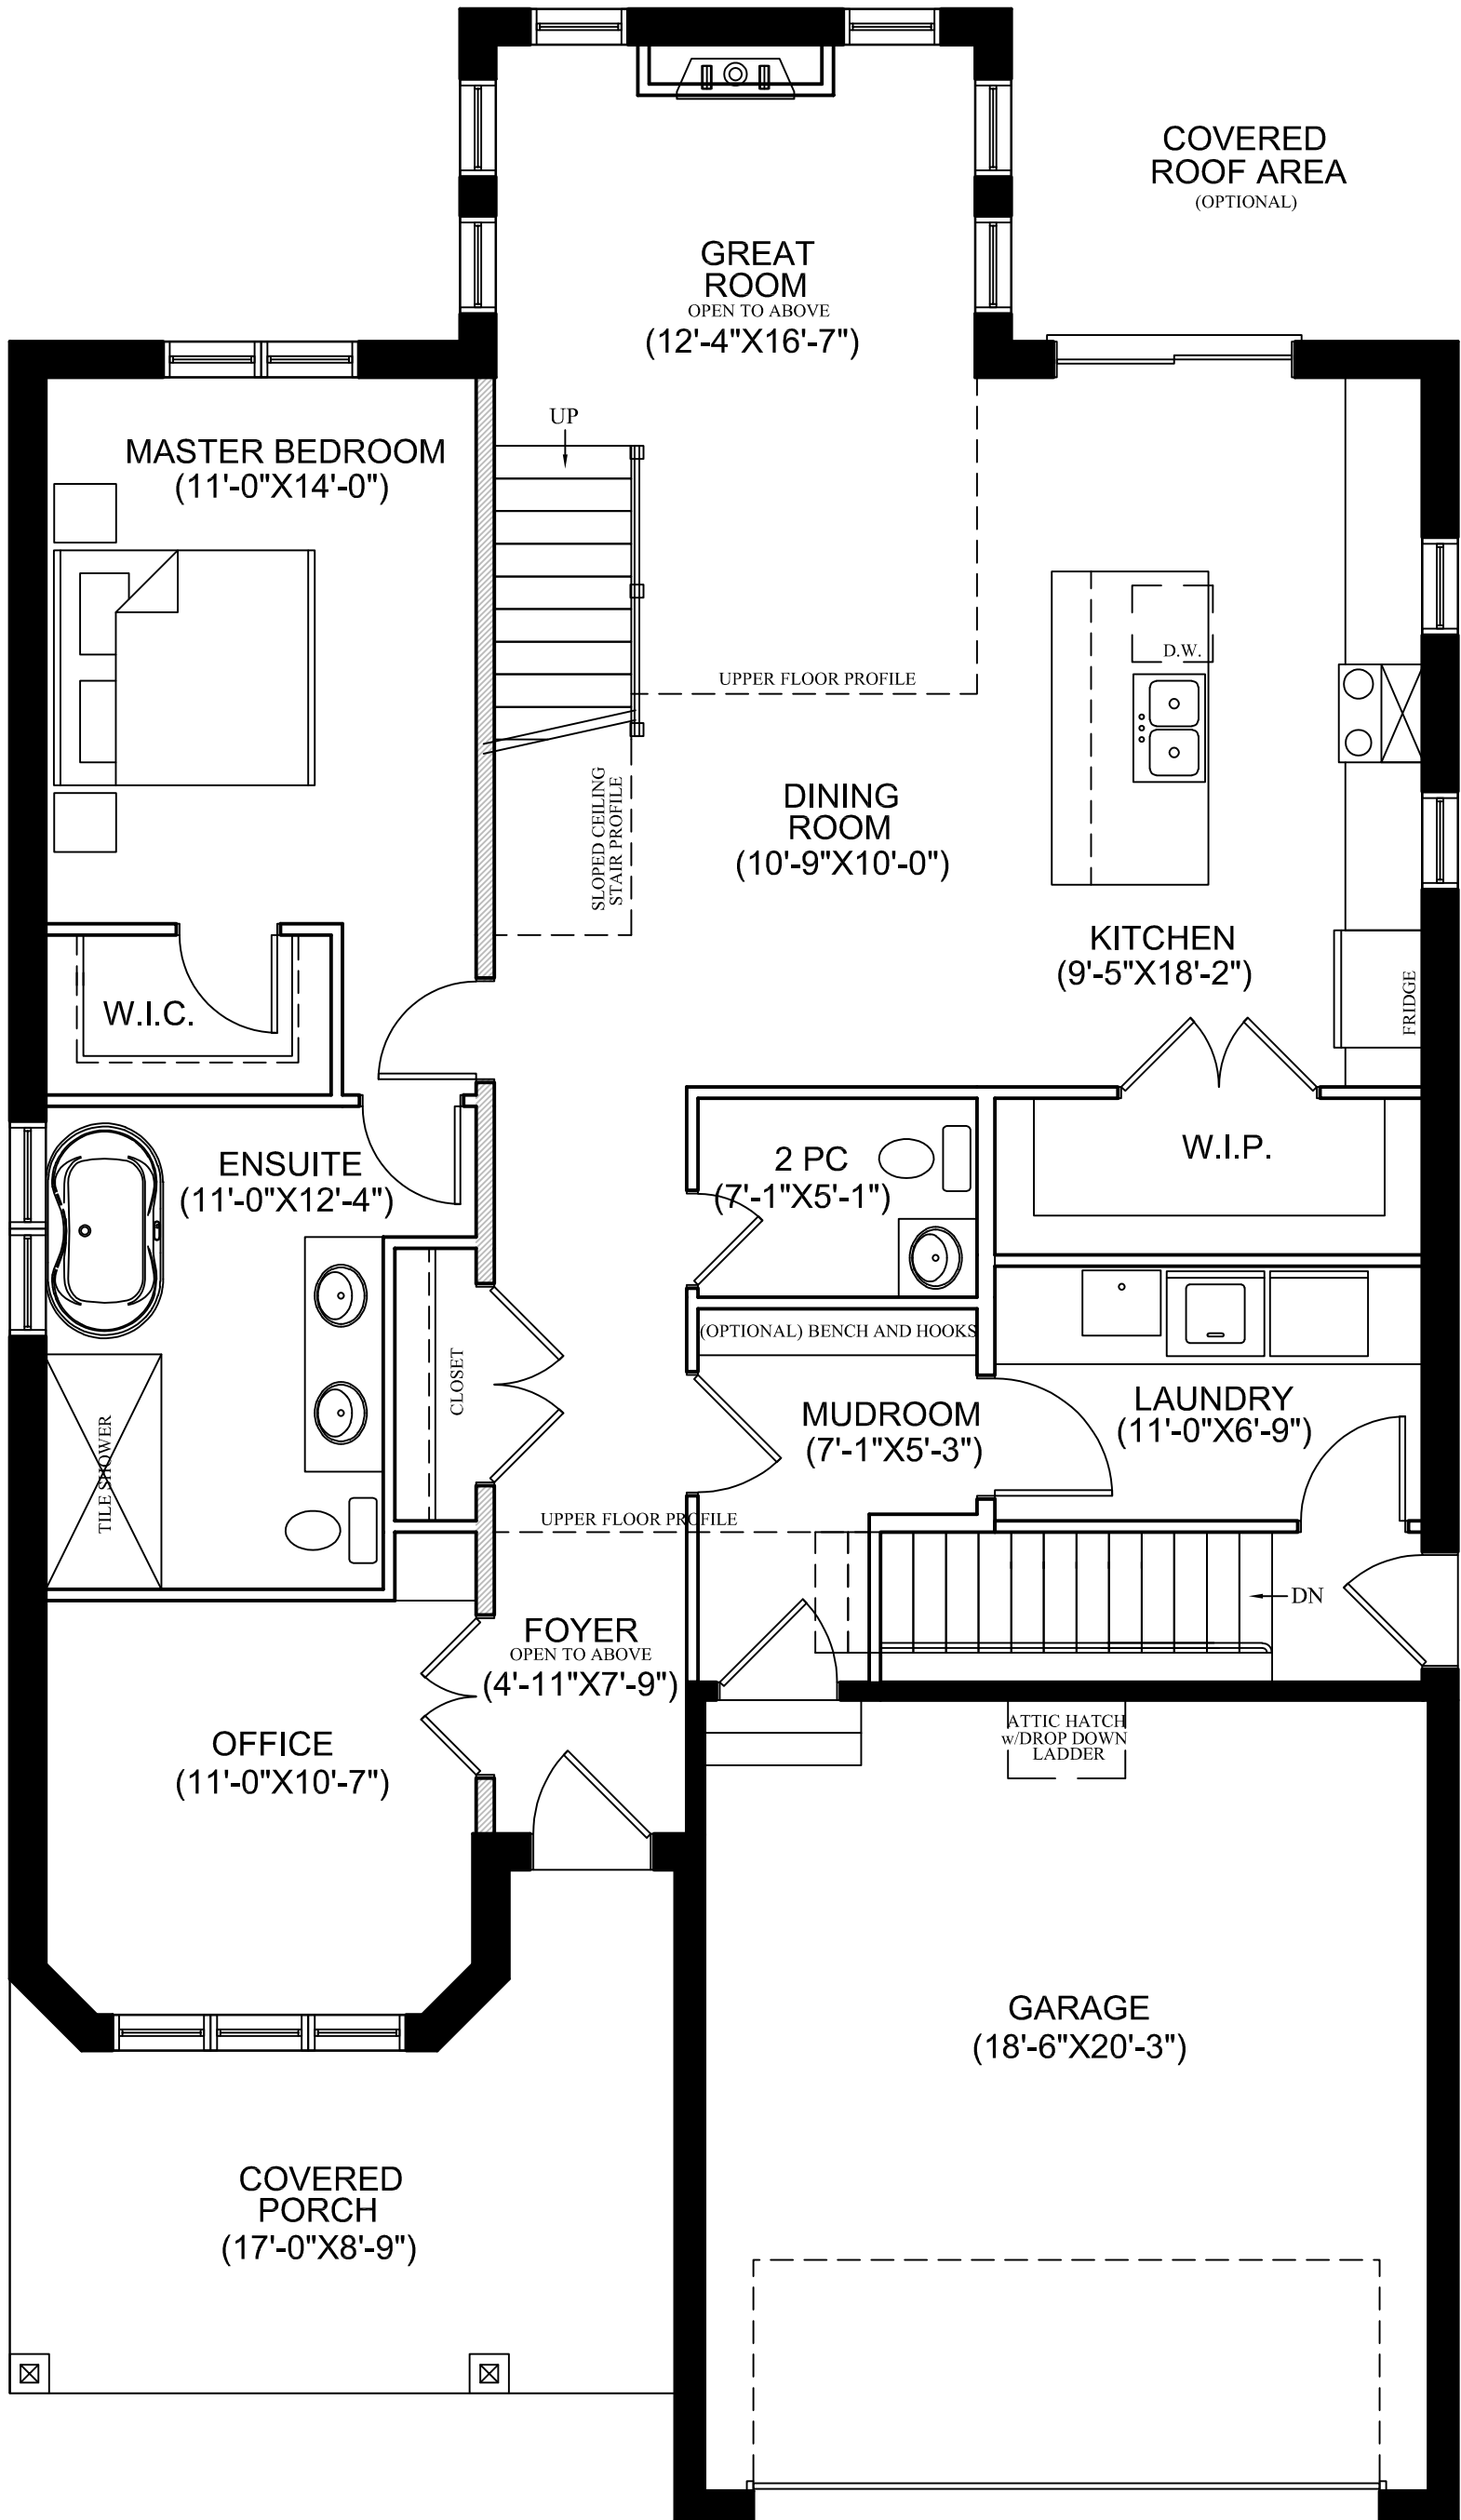 COVERED
ROOF AREA
(OPTIONAL)
GREAT
ROOM
OPEN TO ABOVE
(12'-4"X16'-7")
UP
MASTER BEDROOM
(11'-0"X14'-0")
D.W.
UPPER FLOOR PROFILE
SLOPED CEILING
STAIR PROFILE
DINING
ROOM
(10'-9"X10'-0")
KITCHEN
(9'-5"X18'-2")
FRIDGE
W.I.C.
ENSUITE
(11'-0"X12'-4")
2 PC
(7'-1"X5'-1")
W.I.P.
(OPTIONAL) BENCH AND HOOKS
CLOSET
MUDROOM
(7'-1"X5'-3")
LAUNDRY
(11'-0"X6'-9")
TILE SHOWER
UPPER FLOOR PROFILE
DN
FOYER
OPEN TO ABOVE
(4'-11"X7'-9")
OFFICE
(11'-0"X10'-7")
ATTIC HATCH
w/DROP DOWN
LADDER
GARAGE
(18'-6"X20'-3")
COVERED
PORCH
(17'-0"X8'-9")